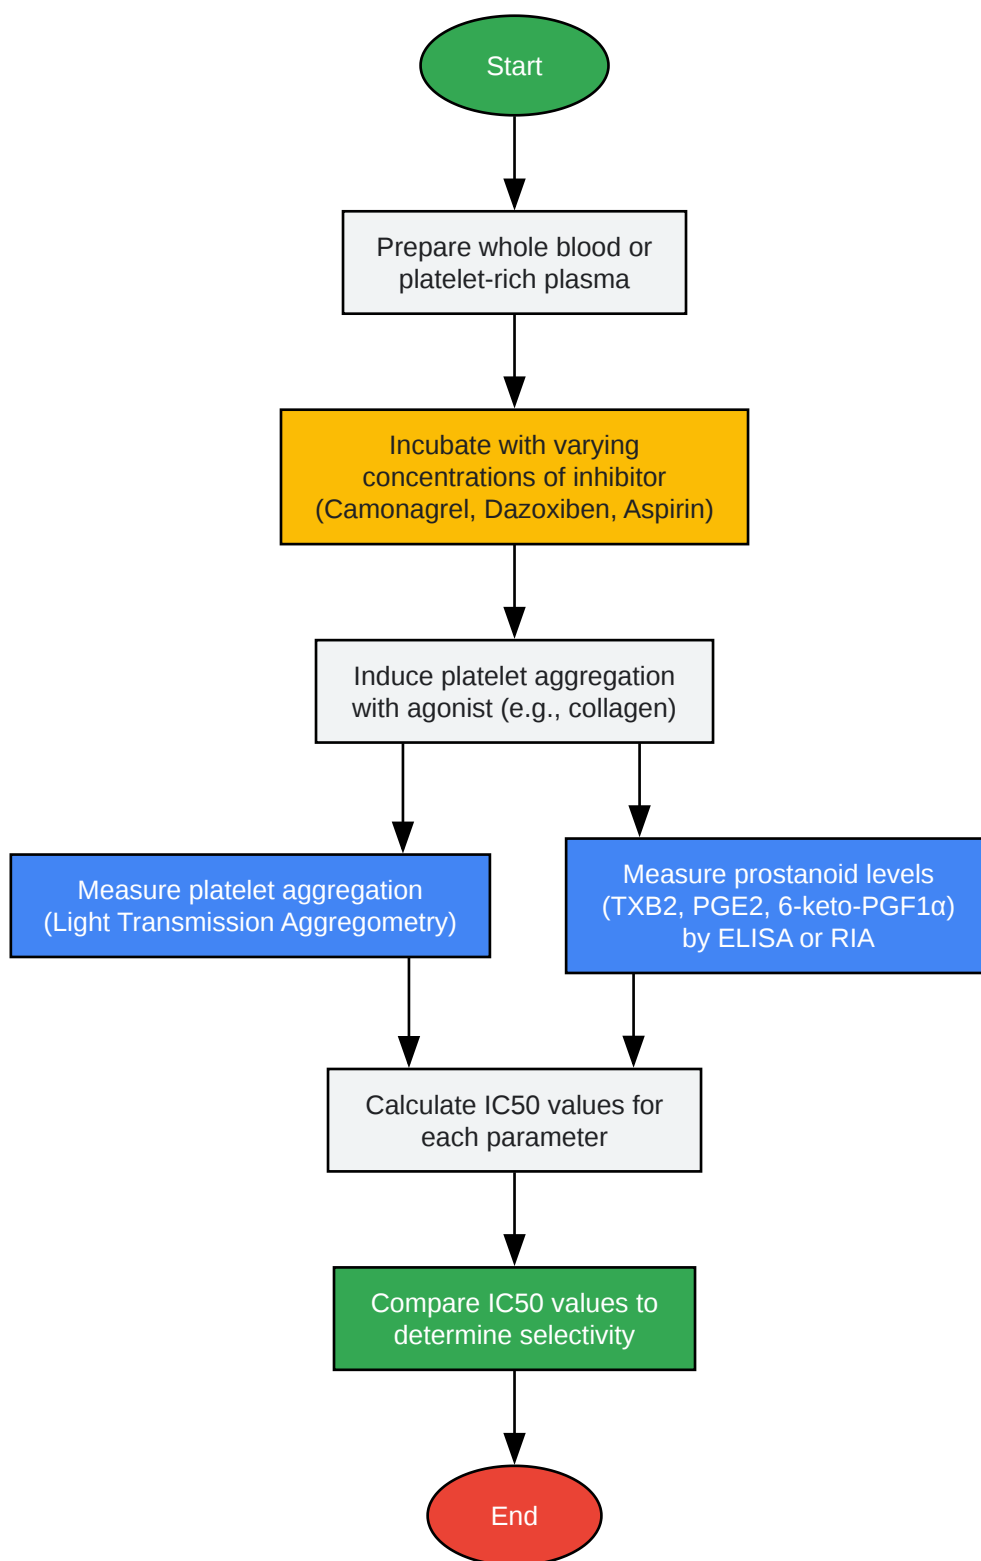 Start
Prepare whole blood or
platelet-rich plasma
Incubate with varying
concentrations of inhibitor
(Camonagrel, Dazoxiben, Aspirin)
Induce platelet aggregation
with agonist (e.g., collagen)
Measure platelet aggregation
(Light Transmission Aggregometry)
Measure prostanoid levels
(TXB2, PGE2, 6-keto-PGF1α)
by ELISA or RIA
Calculate IC50 values for
each parameter
Compare IC50 values to
determine selectivity
End